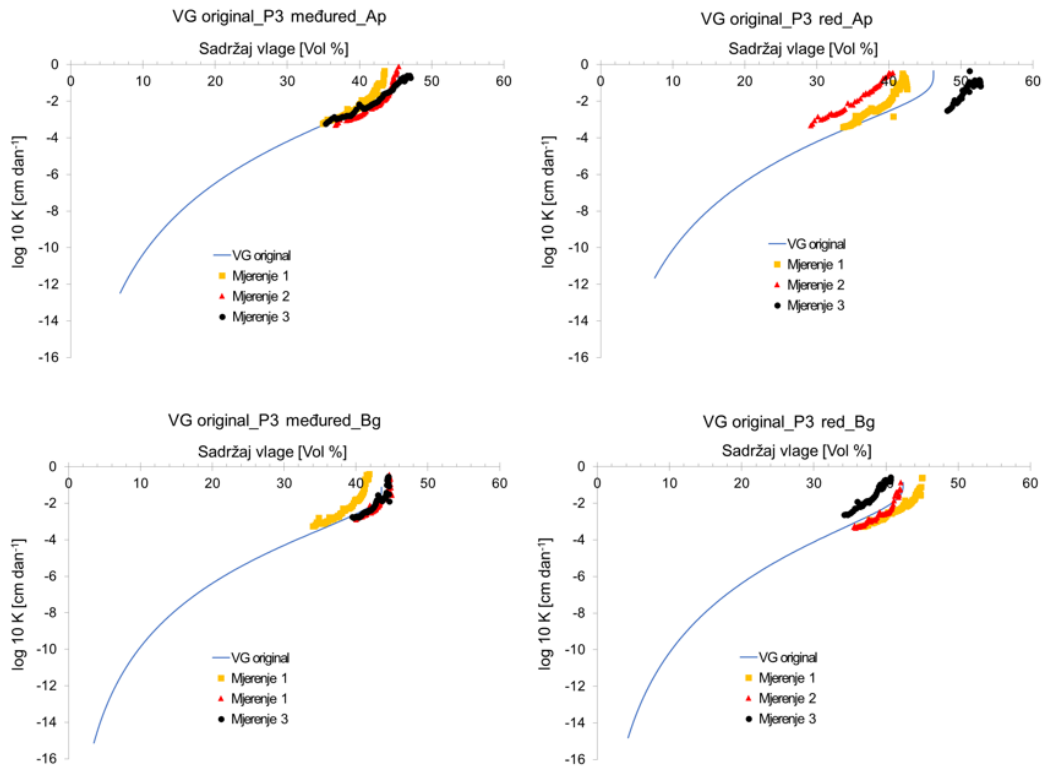 VG original_P3 međured_Ap
Sadržaj vlage [Vol %]
0 10 20 30 40 50 60
0
-2
-4
-6
-8
-10
-12
-14
-16
log 10 K [cm dan⁻¹]
VG original
Mjerenje 1
Mjerenje 2
Mjerenje 3
VG original_P3 red_Ap
Sadržaj vlage [Vol %]
0 10 20 30 40 50 60
0
-2
-4
-6
-8
-10
-12
-14
-16
log 10 K [cm dan⁻¹]
VG original
Mjerenje 1
Mjerenje 2
Mjerenje 3
VG original_P3 međured_Bg
Sadržaj vlage [Vol %]
0 10 20 30 40 50 60
0
-2
-4
-6
-8
-10
-12
-14
-16
log 10 K [cm dan⁻¹]
VG original
Mjerenje 1
Mjerenje 1
Mjerenje 3
VG original_P3 red_Bg
Sadržaj vlage [Vol %]
0 10 20 30 40 50 60
0
-2
-4
-6
-8
-10
-12
-14
-16
log 10 K [cm dan⁻¹]
VG original
Mjerenje 1
Mjerenje 2
Mjerenje 3